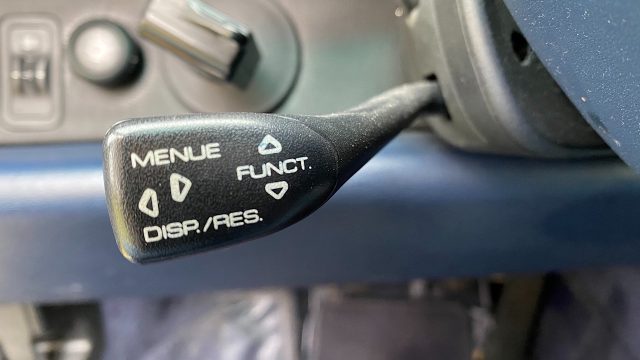 MENUE
FUNCT.
DISP./RES.